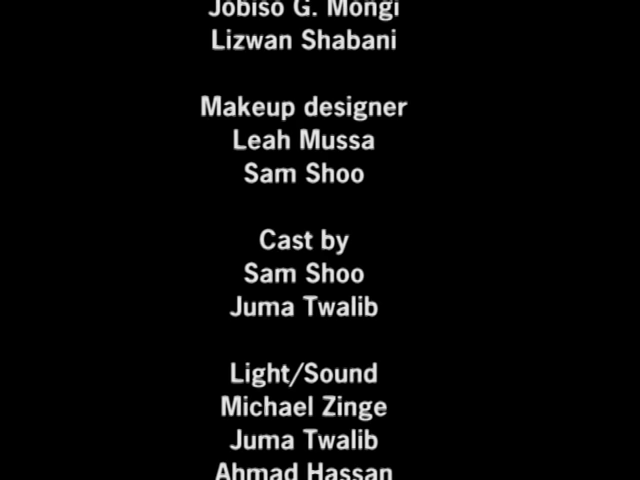 Jobiso G. Mongi
Lizwan Shabani
Makeup designer
Leah Mussa
Sam Shoo
Cast by
Sam Shoo
Juma Twalib
Light/Sound
Michael Zinge
Juma Twalib
Ahmad Hassan